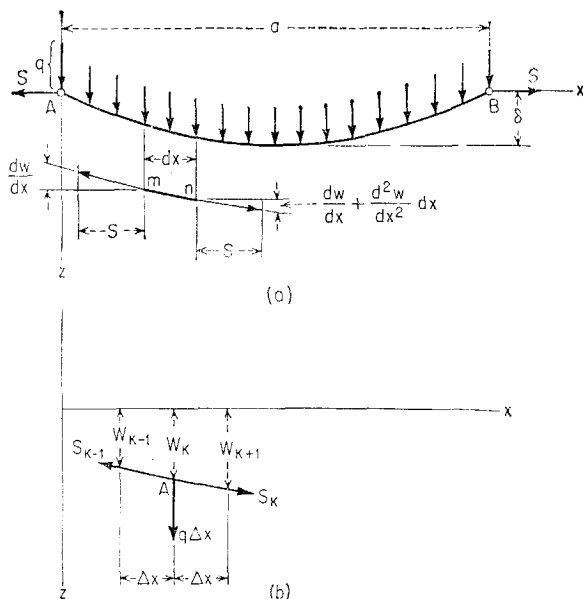 a
q
S
S
x
A
B
δ
dx
dw/dx
m
n
dw/dx + d²w/dx² dx
S
S
z
(a)
x
W_{K-1}
W_K
W_{K+1}
S_{K-1}
A
S_K
qΔx
Δx
Δx
z
(b)